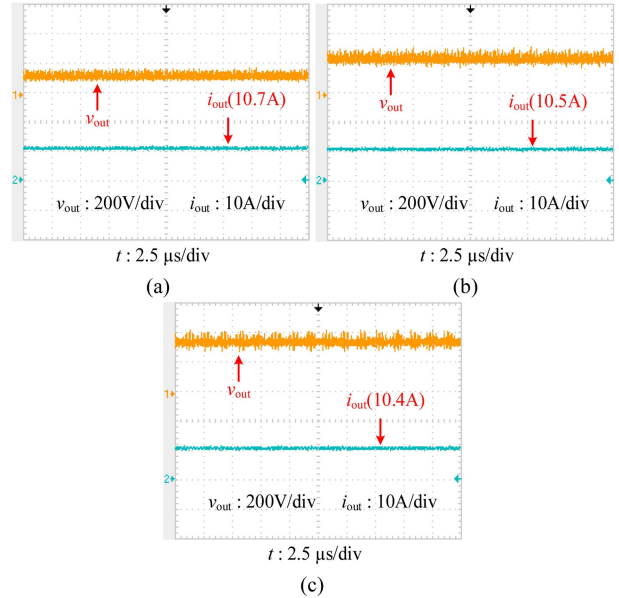 1
iout(10.7A)
vout
2
vout : 200V/div iout : 10A/div
t : 2.5 μs/div
(a)
1
iout(10.5A)
vout
2
vout : 200V/div iout : 10A/div
t : 2.5 μs/div
(b)
1
vout
iout(10.4A)
2
vout : 200V/div iout : 10A/div
t : 2.5 μs/div
(c)